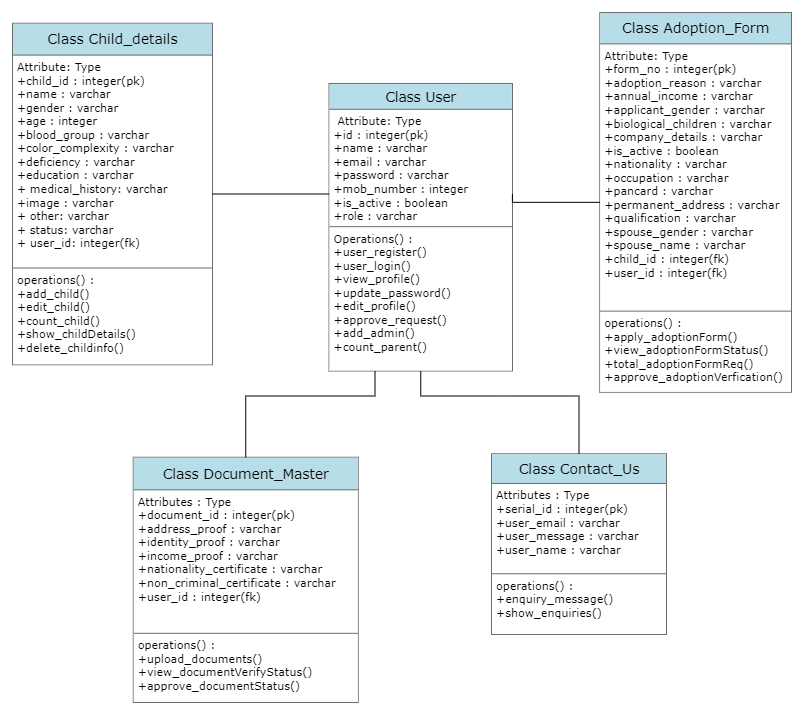 Class Child_details
Attribute: Type
+child_id : integer(pk)
+name : varchar
+gender : varchar
+age : integer
+blood_group : varchar
+color_complexity : varchar
+deficiency : varchar
+education : varchar
+ medical_history: varchar
+image : varchar
+ other: varchar
+ status: varchar
+ user_id: integer(fk)
operations() :
+add_child()
+edit_child()
+count_child()
+show_childDetails()
+delete_childinfo()
Class User
Attribute: Type
+id : integer(pk)
+name : varchar
+email : varchar
+password : varchar
+mob_number : integer
+is_active : boolean
+role : varchar
Operations() :
+user_register()
+user_login()
+view_profile()
+update_password()
+edit_profile()
+approve_request()
+add_admin()
+count_parent()
Class Adoption_Form
Attribute: Type
+form_no : integer(pk)
+adoption_reason : varchar
+annual_income : varchar
+applicant_gender : varchar
+biological_children : varchar
+company_details : varchar
+is_active : boolean
+nationality : varchar
+occupation : varchar
+pancard : varchar
+permanent_address : varchar
+qualification : varchar
+spouse_gender : varchar
+spouse_name : varchar
+child_id : integer(fk)
+user_id : integer(fk)
operations() :
+apply_adoptionForm()
+view_adoptionFormStatus()
+total_adoptionFormReq()
+approve_adoptionVerfication()
Class Document_Master
Attributes : Type
+document_id : integer(pk)
+address_proof : varchar
+identity_proof : varchar
+income_proof : varchar
+nationality_certificate : varchar
+non_criminal_certificate : varchar
+user_id : integer(fk)
operations() :
+upload_documents()
+view_documentVerifyStatus()
+approve_documentStatus()
Class Contact_Us
Attributes : Type
+serial_id : integer(pk)
+user_email : varchar
+user_message : varchar
+user_name : varchar
operations() :
+enquiry_message()
+show_enquiries()